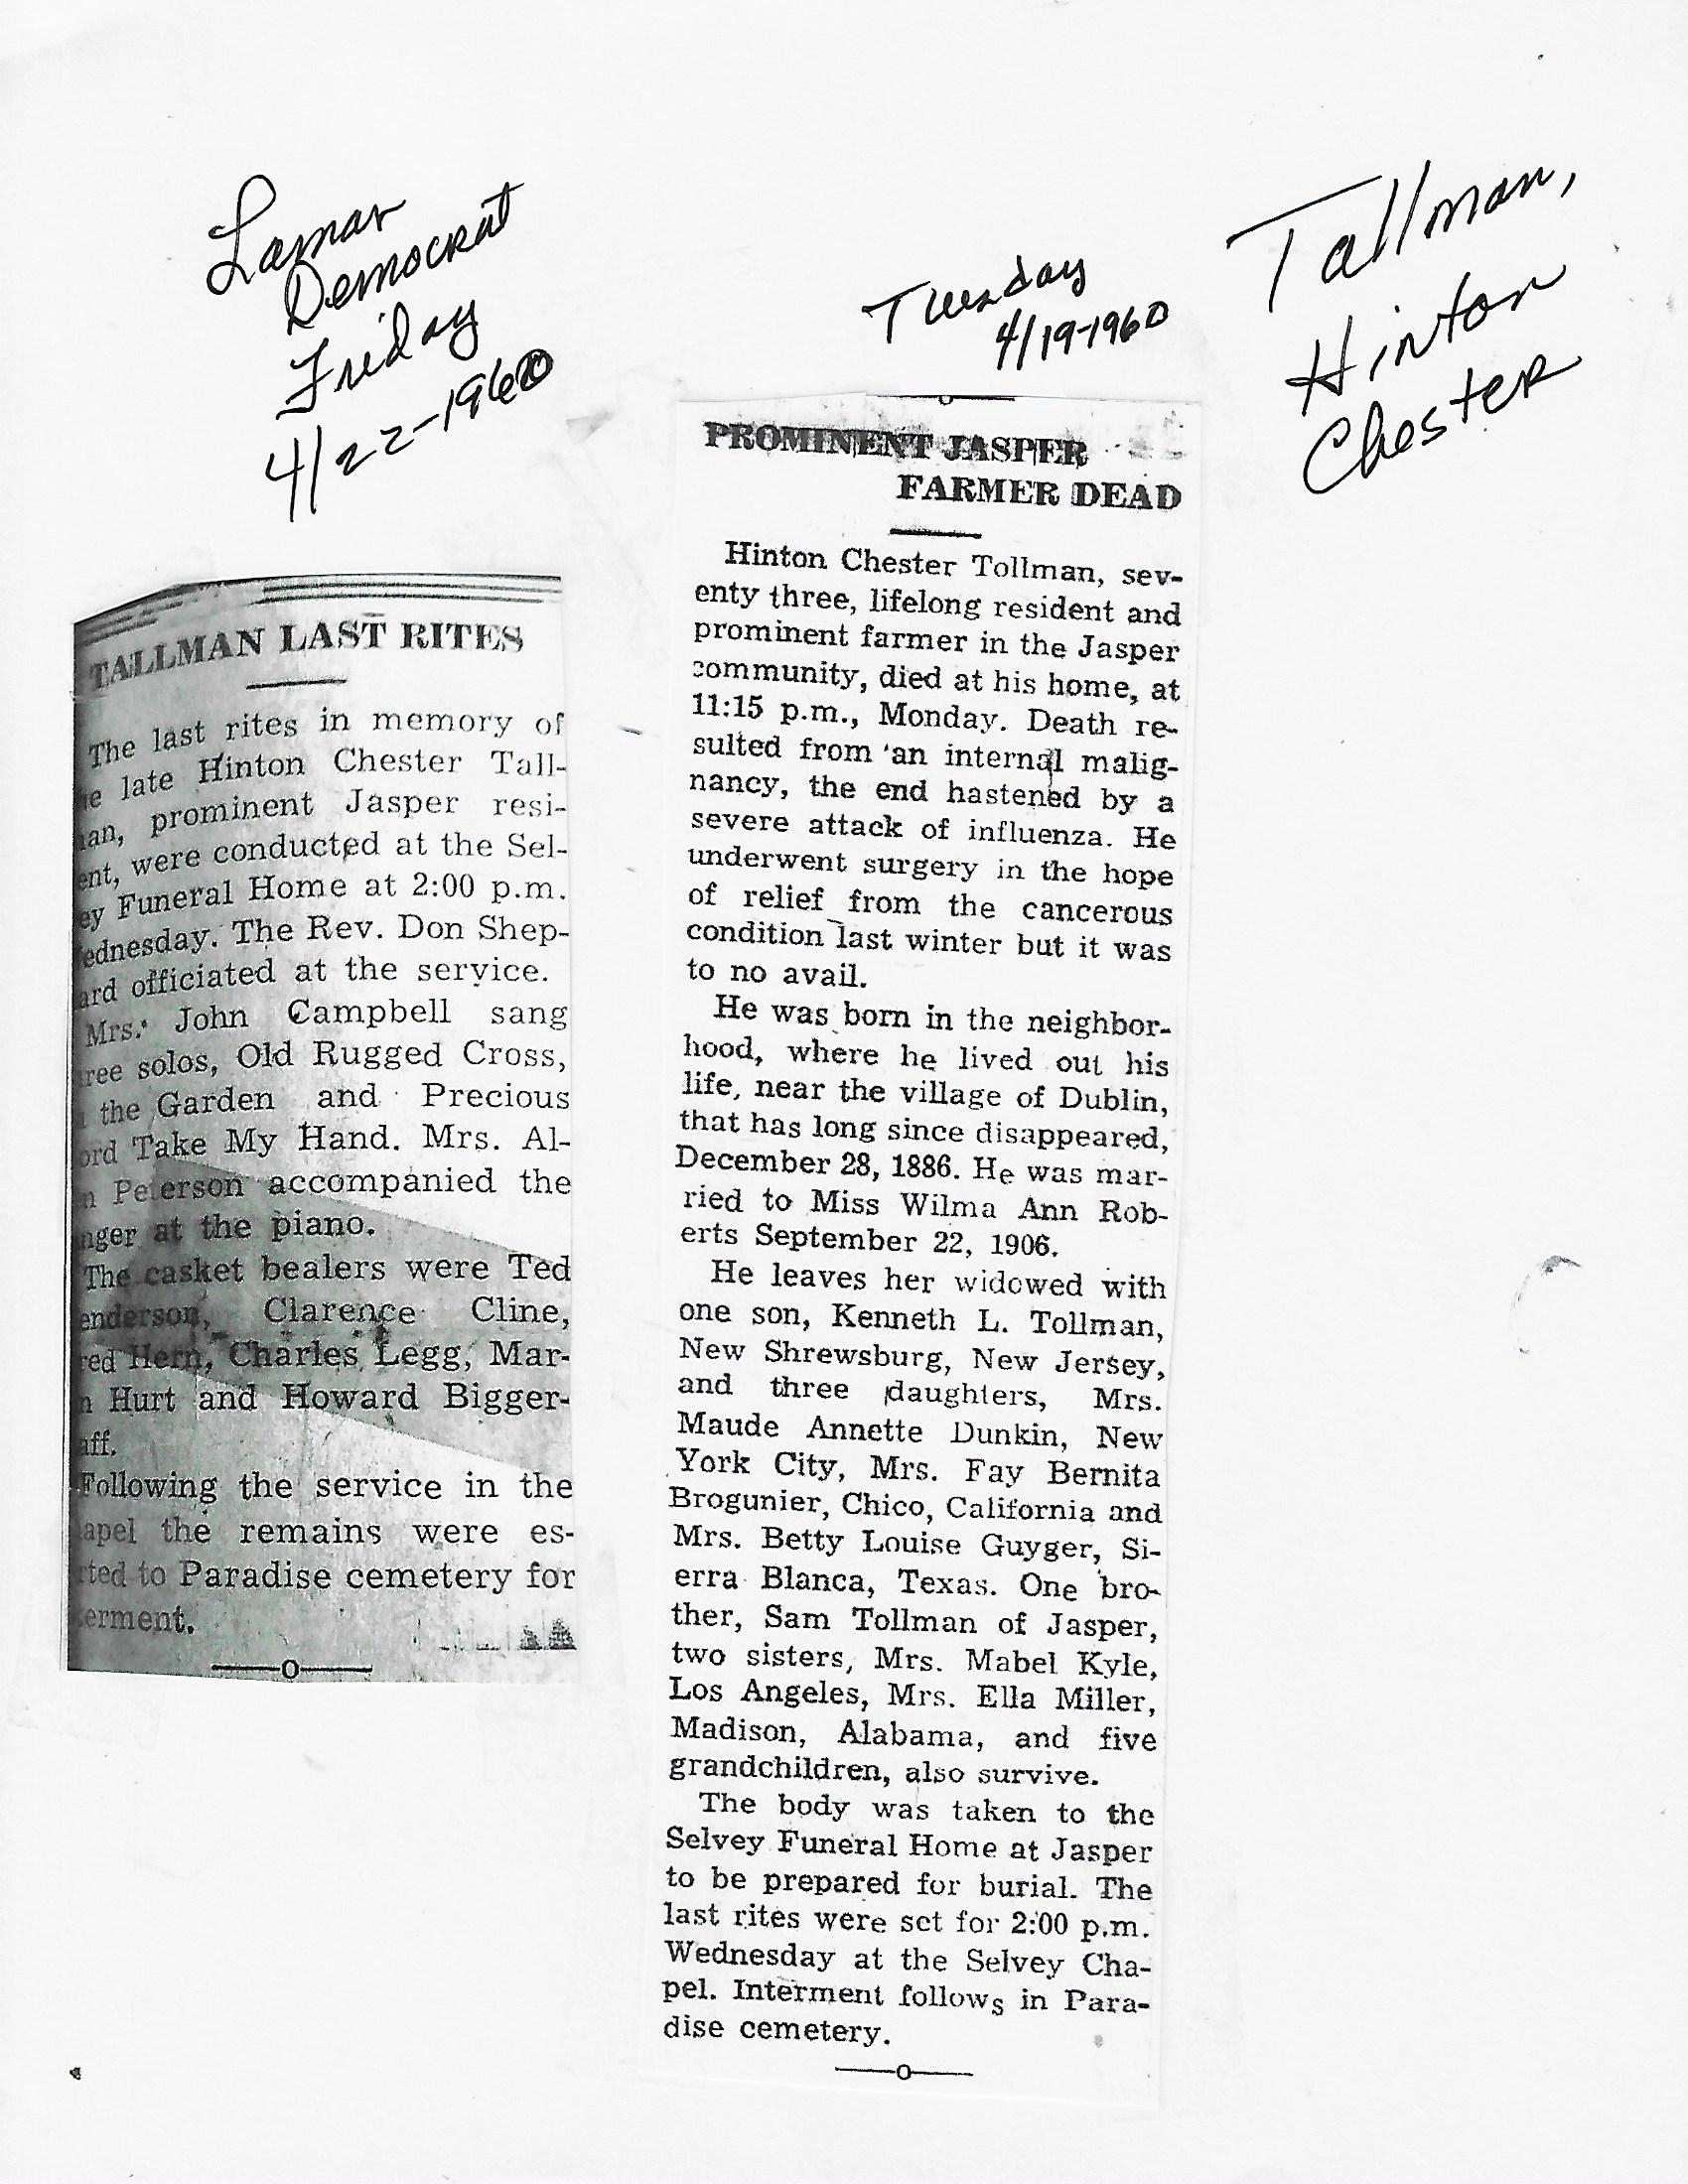 Lamar
Democrat
Friday
4/22-1960
Tuesday
4/19-1960
Tallman,
Hinton
Chester
TALLMAN LAST RITES
The last rites in memory of
e late Hinton Chester Tall-
an, prominent Jasper resi-
ent, were conducted at the Sel-
ey Funeral Home at 2:00 p.m.
ednesday. The Rev. Don Shep-
ard officiated at the service.
Mrs. John Campbell sang
ree solos, Old Rugged Cross,
the Garden and Precious
ord Take My Hand. Mrs. Al-
n Peterson accompanied the
nger at the piano.
The casket bealers were Ted
enderson, Clarence Cline,
red Hern, Charles Legg, Mar-
n Hurt and Howard Bigger-
aff.
Following the service in the
apel the remains were es-
rted to Paradise cemetery for
erment.
PROMINENT JASPER
FARMER DEAD
Hinton Chester Tollman, sev-
enty three, lifelong resident and
prominent farmer in the Jasper
community, died at his home, at
11:15 p.m., Monday. Death re-
sulted from an internal malig-
nancy, the end hastened by a
severe attack of influenza. He
underwent surgery in the hope
of relief from the cancerous
condition last winter but it was
to no avail.
He was born in the neighbor-
hood, where he lived out his
life, near the village of Dublin,
that has long since disappeared,
December 28, 1886. He was mar-
ried to Miss Wilma Ann Rob-
erts September 22, 1906.
He leaves her widowed with
one son, Kenneth L. Tollman,
New Shrewsburg, New Jersey,
and three daughters, Mrs.
Maude Annette Dunkin, New
York City, Mrs. Fay Bernita
Brogunier, Chico, California and
Mrs. Betty Louise Guyger, Si-
erra Blanca, Texas. One bro-
ther, Sam Tollman of Jasper,
two sisters, Mrs. Mabel Kyle,
Los Angeles, Mrs. Ella Miller,
Madison, Alabama, and five
grandchildren, also survive.
The body was taken to the
Selvey Funeral Home at Jasper
to be prepared for burial. The
last rites were set for 2:00 p.m.
Wednesday at the Selvey Cha-
pel. Interment follows in Para-
dise cemetery.